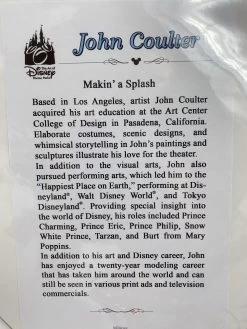 The Art of
Disney
John Coulter
Makin' a Splash
Based in Los Angeles, artist John Coulter
acquired his art education at the Art Center
College of Design in Pasadena, California.
Elaborate costumes, scenic designs, and
whimsical storytelling in John's paintings and
sculptures illustrate his love for the theater.
In addition to the visual arts, John also
pursued performing arts, which led him to the
"Happiest Place on Earth," performing at Dis-
neyland®, Walt Disney World®, and Tokyo
Disneyland®. Providing special insight into
the world of Disney, his roles included Prince
Charming, Prince Eric, Prince Philip, Snow
White Prince, Tarzan, and Burt from Mary
Poppins.
In addition to his art and Disney career, John
has enjoyed a twenty-year modeling career
that has taken him around the world and can
still be seen in various print ads and television
commercials.